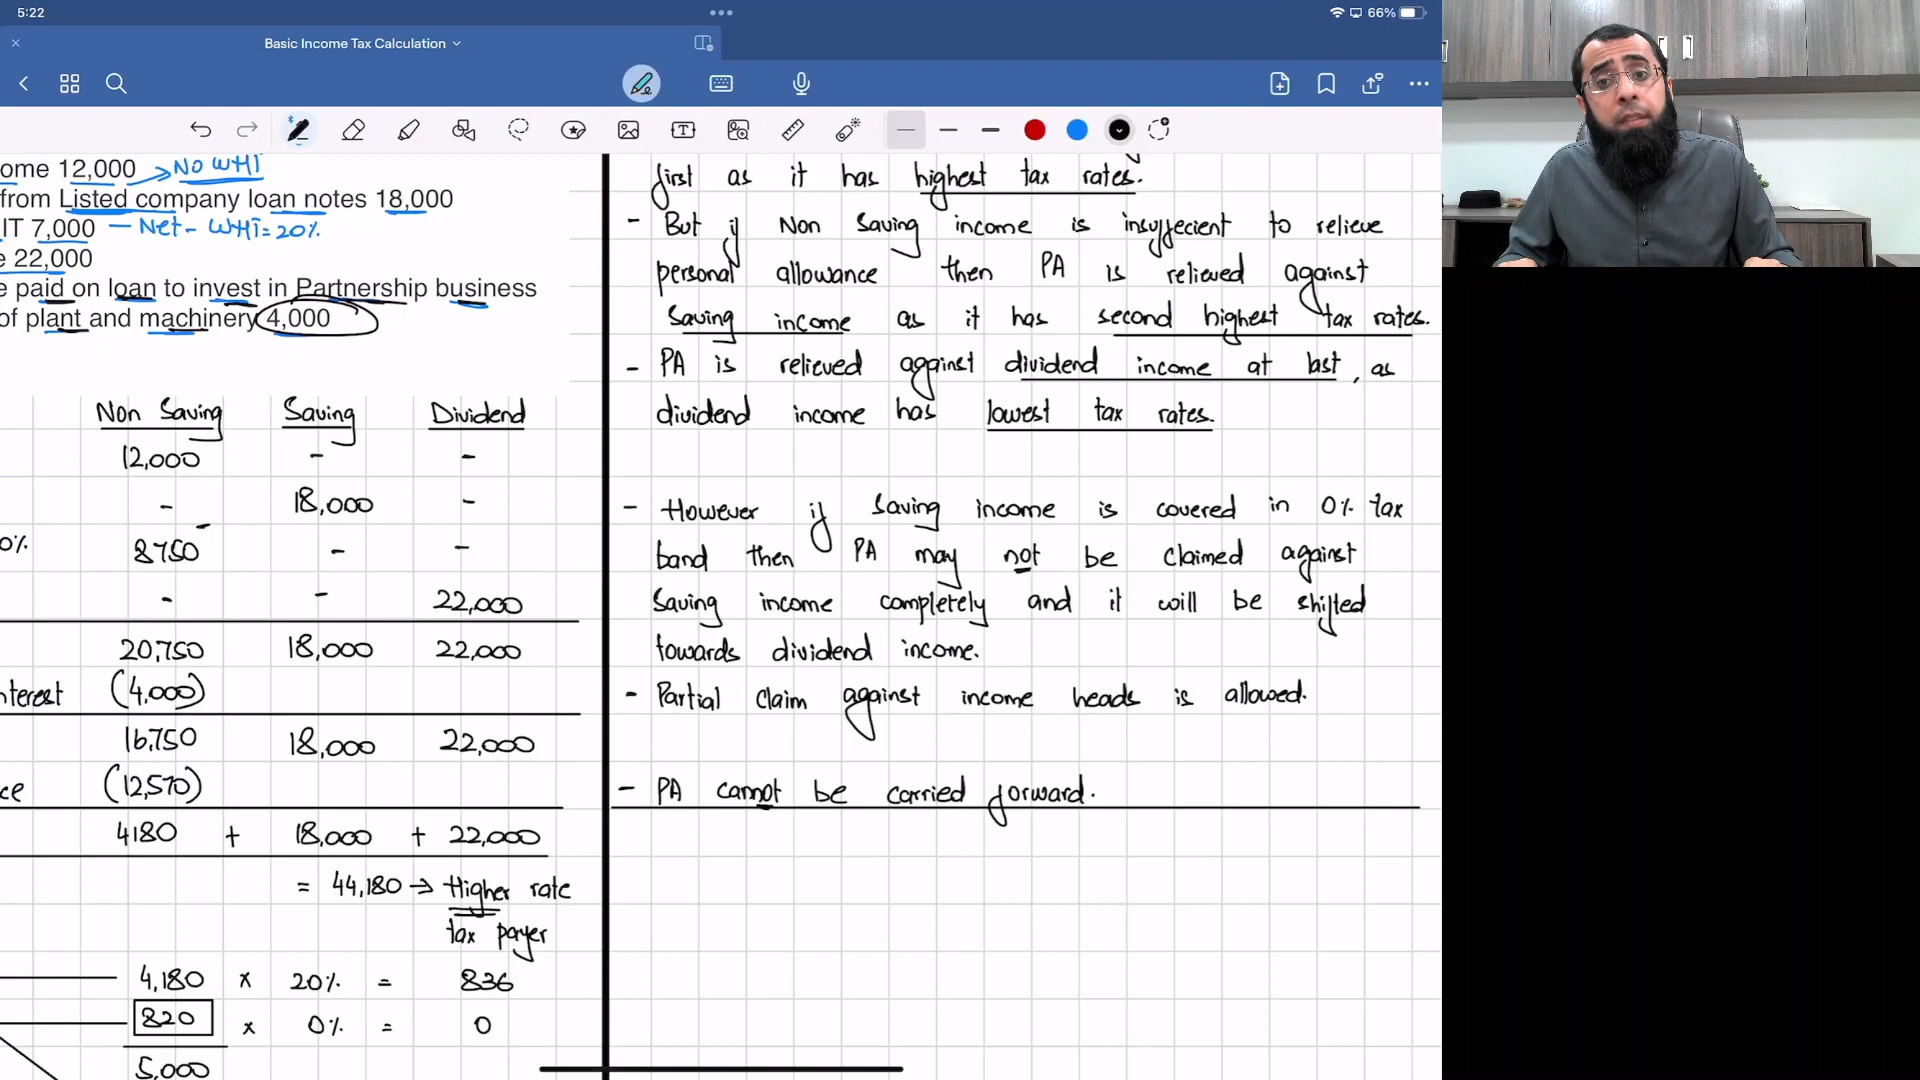 5:22
66%
Basic Income Tax Calculation
ome 12,000 → No WHT
from Listed company loan notes 18,000
IT 7,000 — Net - WHT = 20%
e 22,000
e paid on loan to invest in Partnership business
of plant and machinery 4,000
Non Saving Saving Dividend
12,000 - -
- 18,000 -
0% 8750 - -
- - 22,000
20,750 18,000 22,000
nterest (4,000)
16,750 18,000 22,000
ce (12,570)
4180 + 18,000 + 22,000
= 44,180 → Higher rate
tax payer
4,180 x 20% = 836
820 x 0% = 0
5,000
first as it has highest tax rates.
- But if Non Saving income is insuffecient to relieve
personal allowance then PA is relieved against
Saving income as it has second highest tax rates.
- PA is relieved against dividend income at last, as
dividend income has lowest tax rates.
- However if Saving income is covered in 0% tax
band then PA may not be claimed against
Saving income completely and it will be shifted
towards dividend income.
- Partial claim against income heads is allowed.
- PA cannot be carried forward.